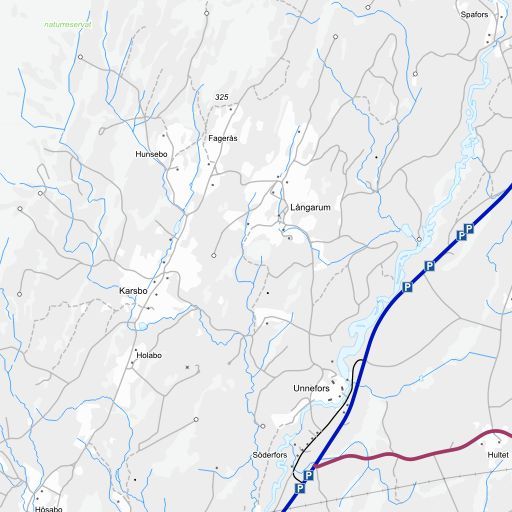 Spafors
naturreservat
325
Fagerås
Hunsebo
Långarum
P
P
P
Karsbo
P
Holabo
Unnefors
Söderfors
Hultet
P
P
Hösabo